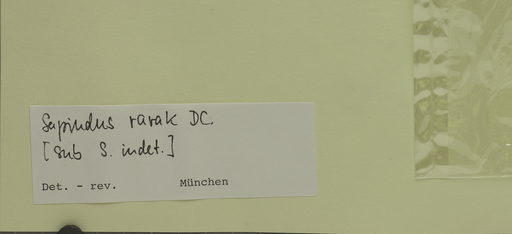 Sapindus rarak DC.
[sub S. indet.]
Det. - rev. München